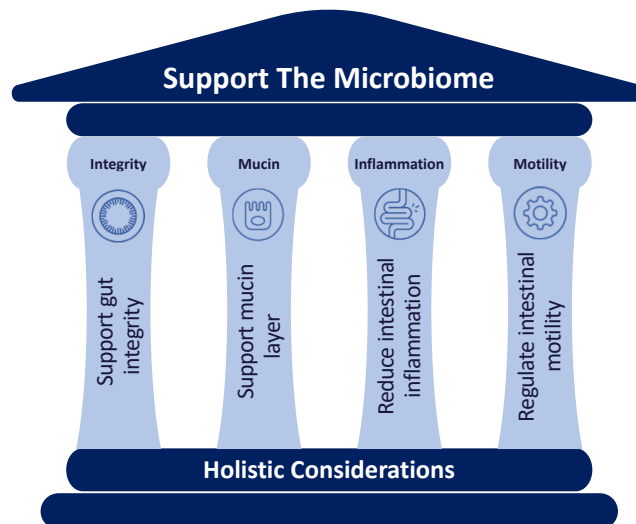 Support The Microbiome
Integrity
Mucin
Inflammation
Motility
Support gut
integrity
Support mucin
layer
Reduce intestinal
inflammation
Regulate intestinal
motility
Holistic Considerations